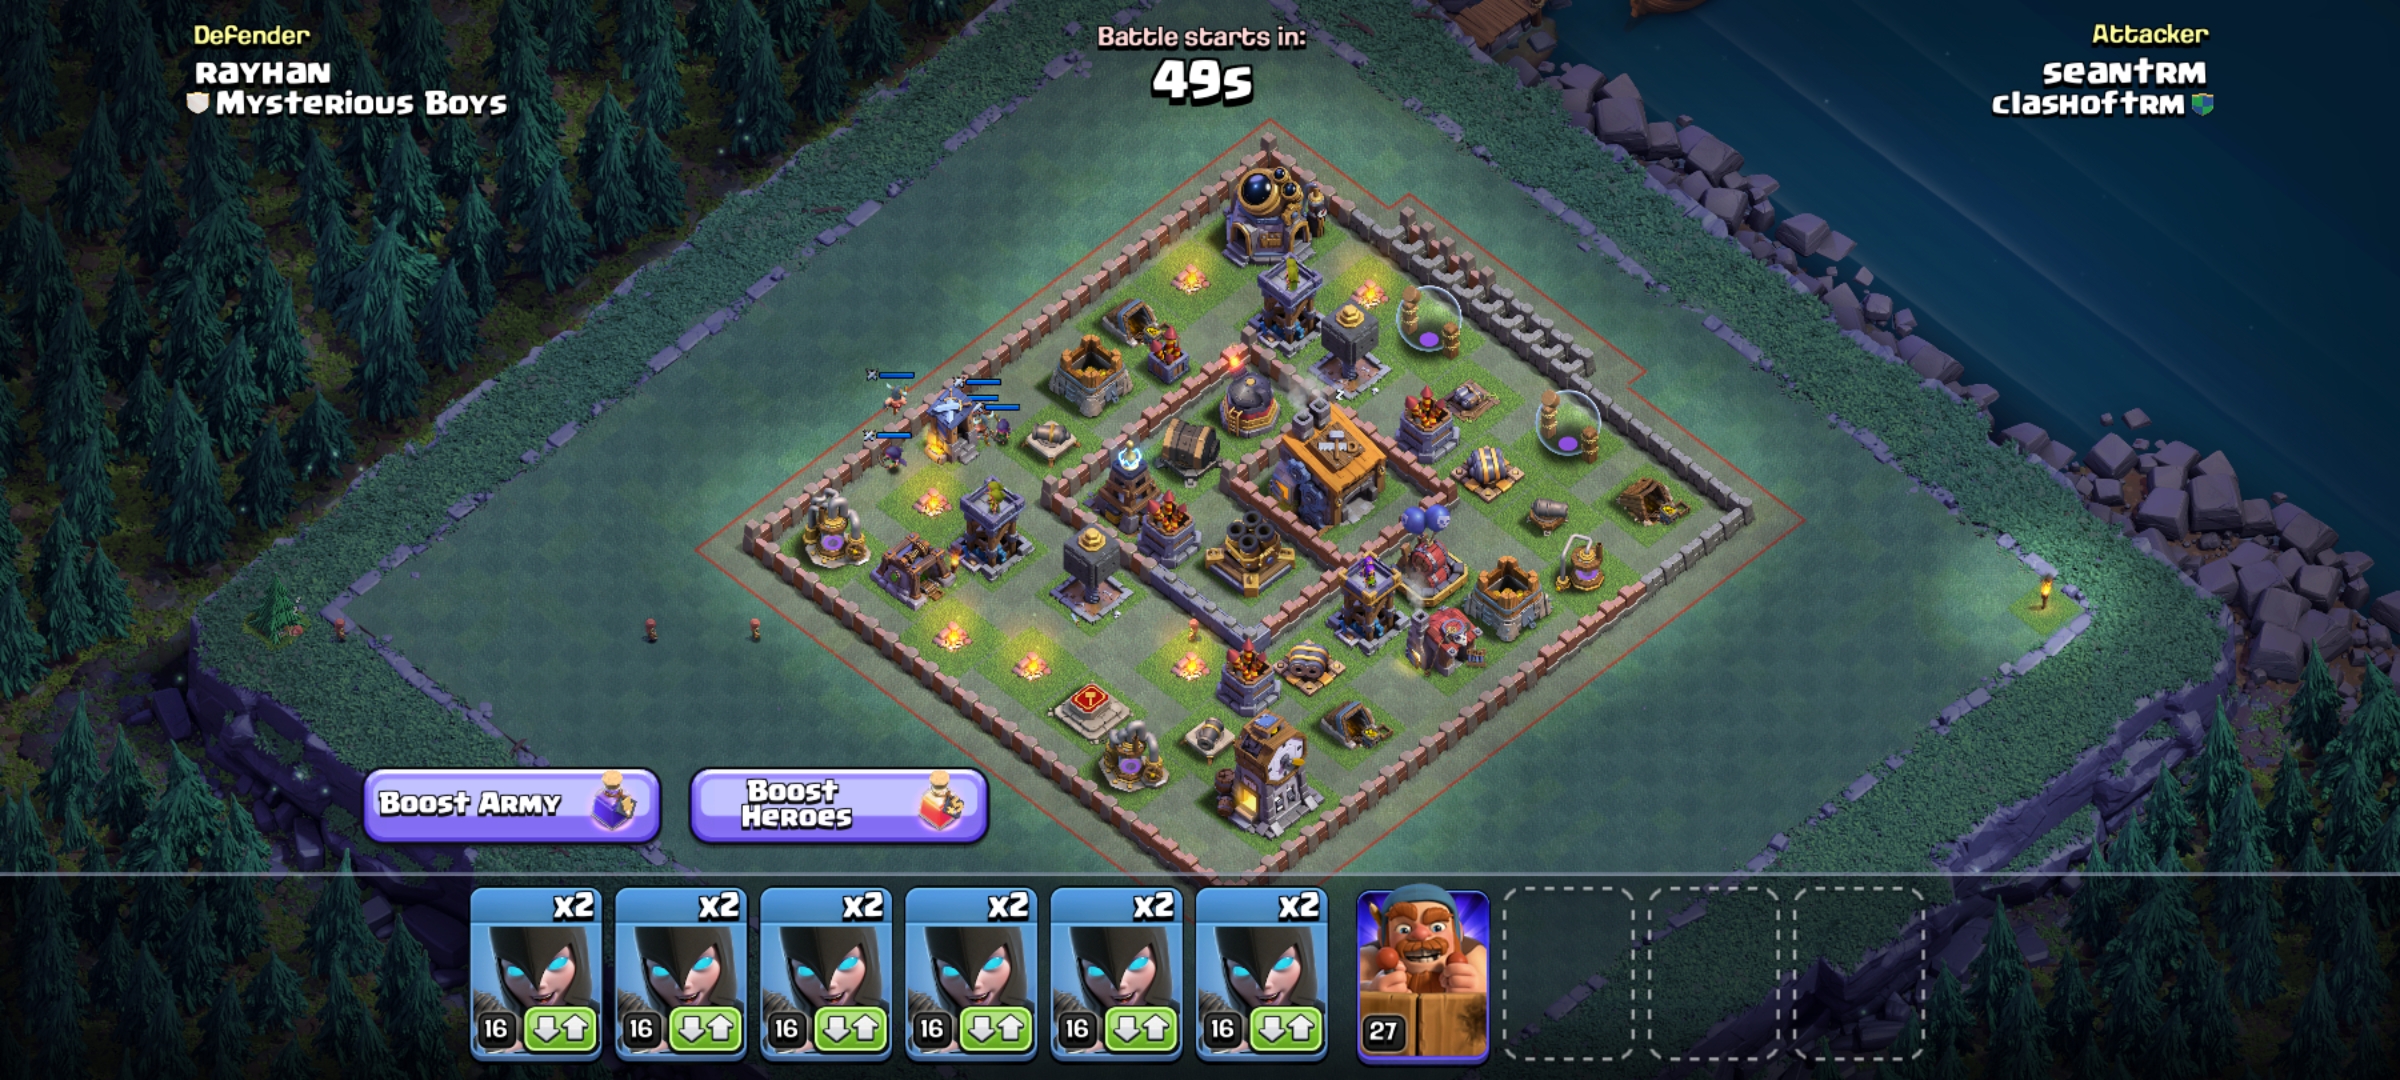 Defender
RAYHAN
Mysterious Boys
Battle starts in:
49s
Attacker
seantRM
clashoftRM
Boost Army
Boost
Heroes
x2
x2
x2
x2
x2
x2
16
16
16
16
16
16
27